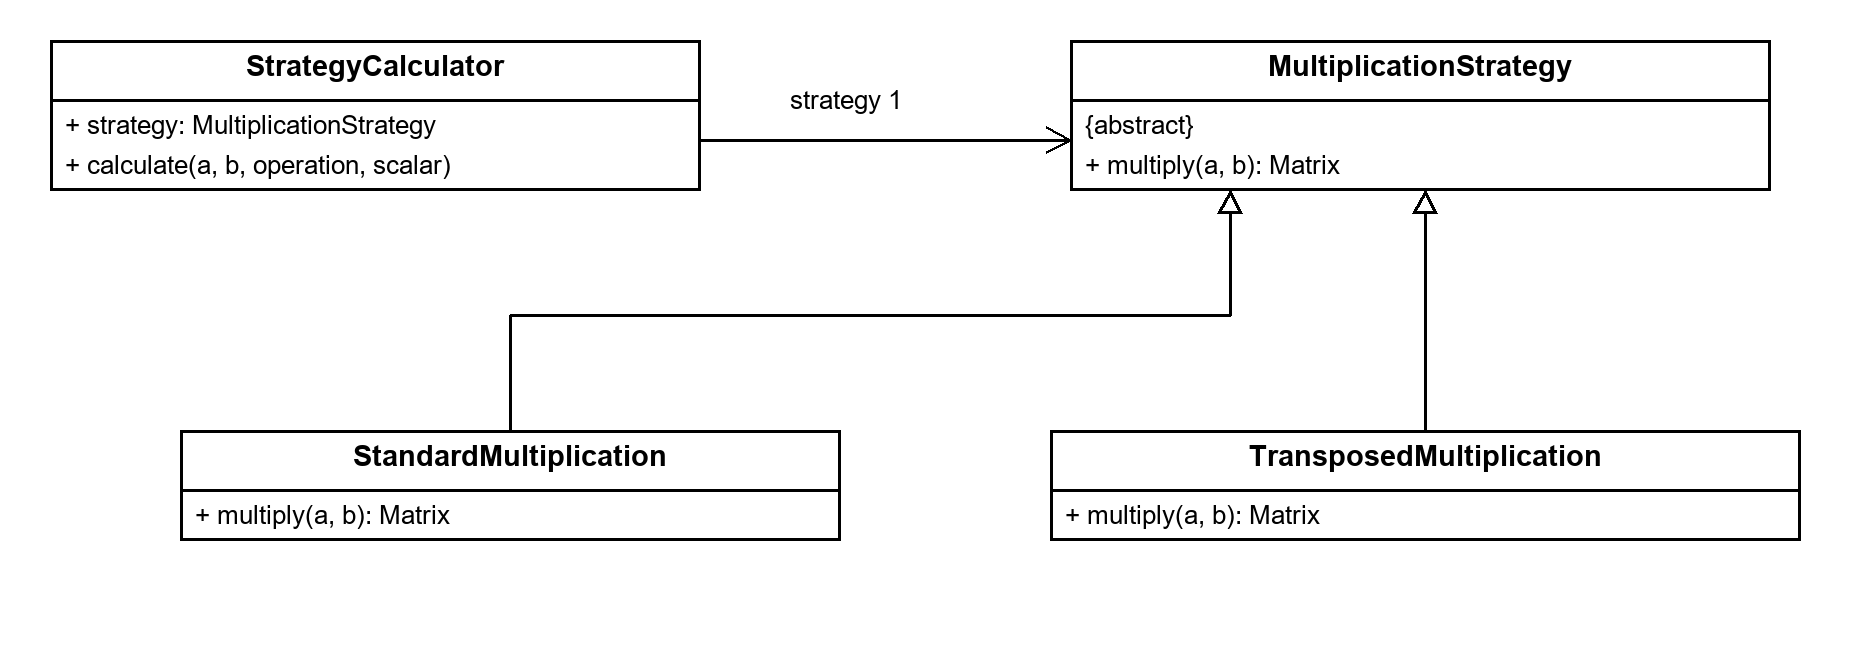 StrategyCalculator
+ strategy: MultiplicationStrategy
+ calculate(a, b, operation, scalar)
strategy 1
MultiplicationStrategy
{abstract}
+ multiply(a, b): Matrix
StandardMultiplication
+ multiply(a, b): Matrix
TransposedMultiplication
+ multiply(a, b): Matrix